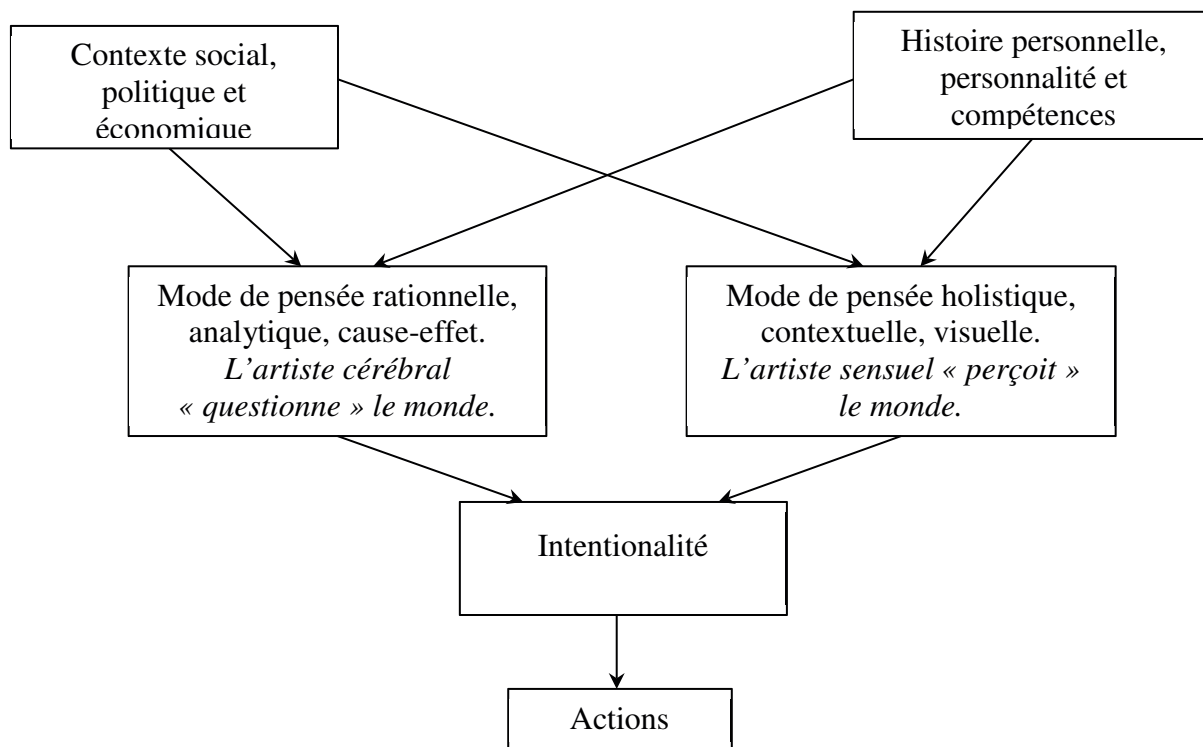 Contexte social,
politique et
économique
Histoire personnelle,
personnalité et
compétences
Mode de pensée rationnelle,
analytique, cause-effet.
L’artiste cérébral
« questionne » le monde.
Mode de pensée holistique,
contextuelle, visuelle.
L’artiste sensuel « perçoit »
le monde.
Intentionalité
Actions